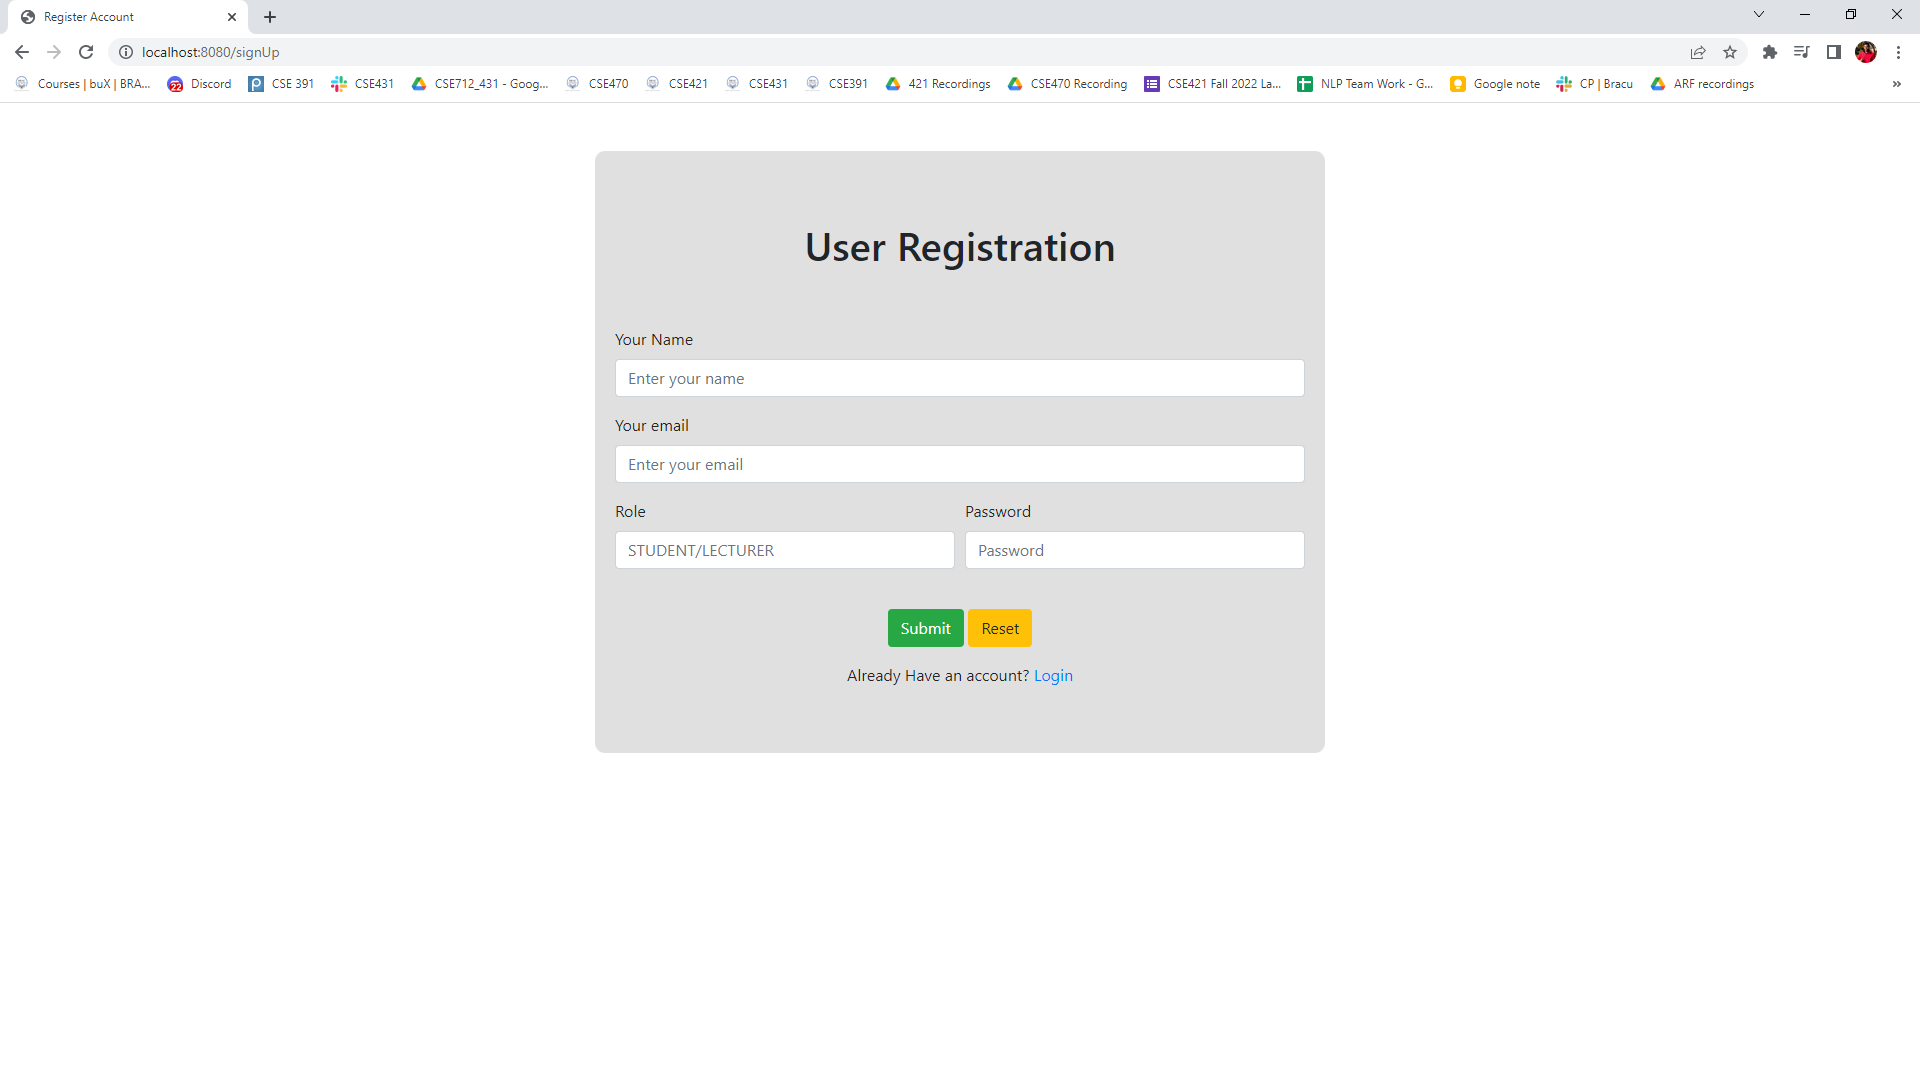 Register Account
localhost:8080/signUp
Courses | buX | BRA... 22 Discord CSE 391 CSE431 CSE712_431 - Goog... CSE470 CSE421 CSE431 CSE391 421 Recordings CSE470 Recording CSE421 Fall 2022 La... NLP Team Work - G... Google note CP | Bracu ARF recordings »
User Registration
Your Name
Enter your name
Your email
Enter your email
Role Password
STUDENT/LECTURER Password
Submit Reset
Already Have an account? Login